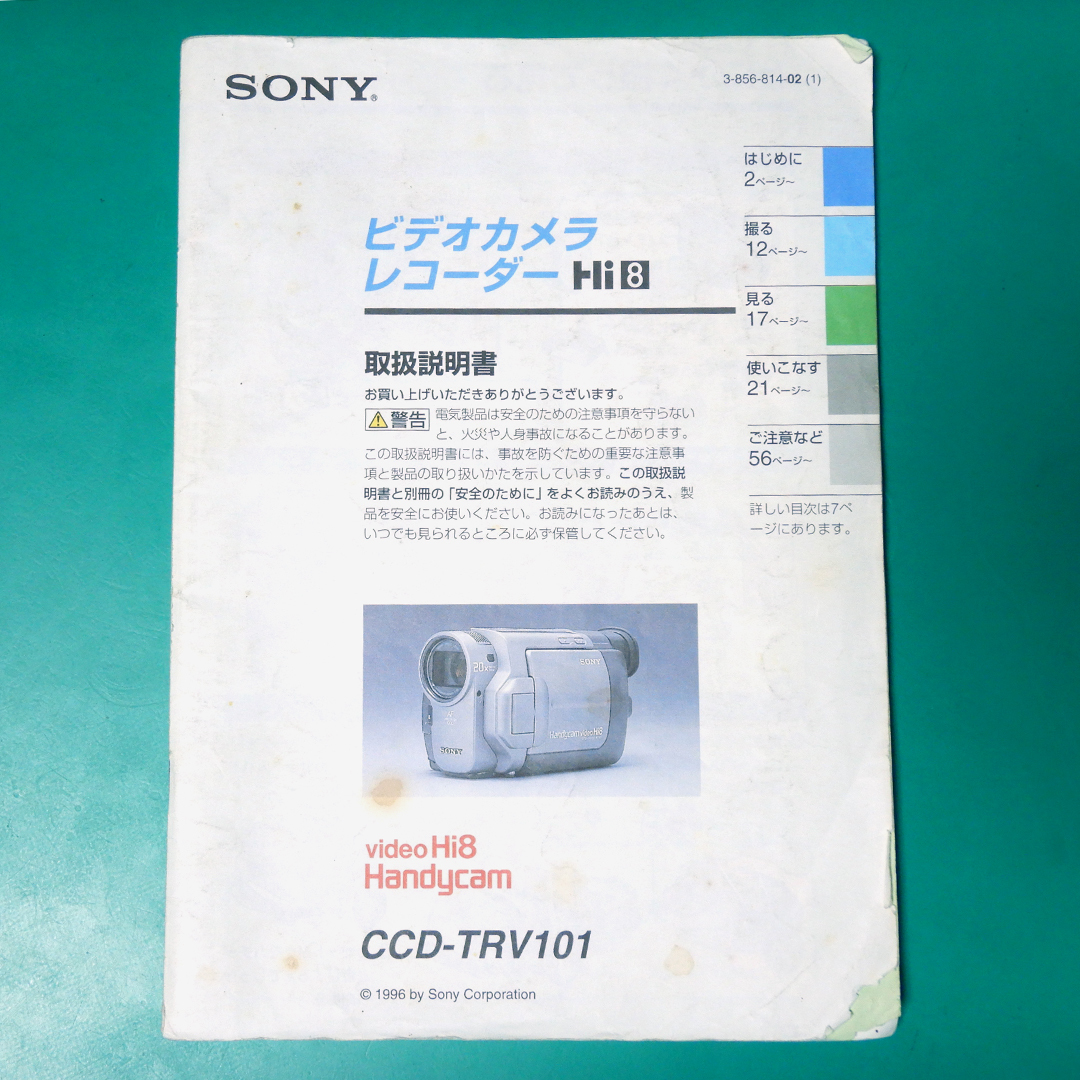 SONY®
3-856-814-02 (1)
はじめに
2ページ~
撮る
12ページ~
見る
17ページ~
使いこなす
21ページ~
ご注意など
56ページ~
詳しい目次は7ペ
ージにあります。
ビデオカメラ
レコーダー Hi8
取扱説明書
お買い上げいただきありがとうございます。
警告 電気製品は安全のための注意事項を守らない
と、火災や人身事故になることがあります。
この取扱説明書には、事故を防ぐための重要な注意事
項と製品の取り扱いかたを示しています。この取扱説
明書と別冊の「安全のために」をよくお読みのうえ、製
品を安全にお使いください。お読みになったあとは、
いつでも見られるところに必ず保管してください。
SONY
20x
Handycam video Hi8
SONY
video Hi8
Handycam
CCD-TRV101
© 1996 by Sony Corporation